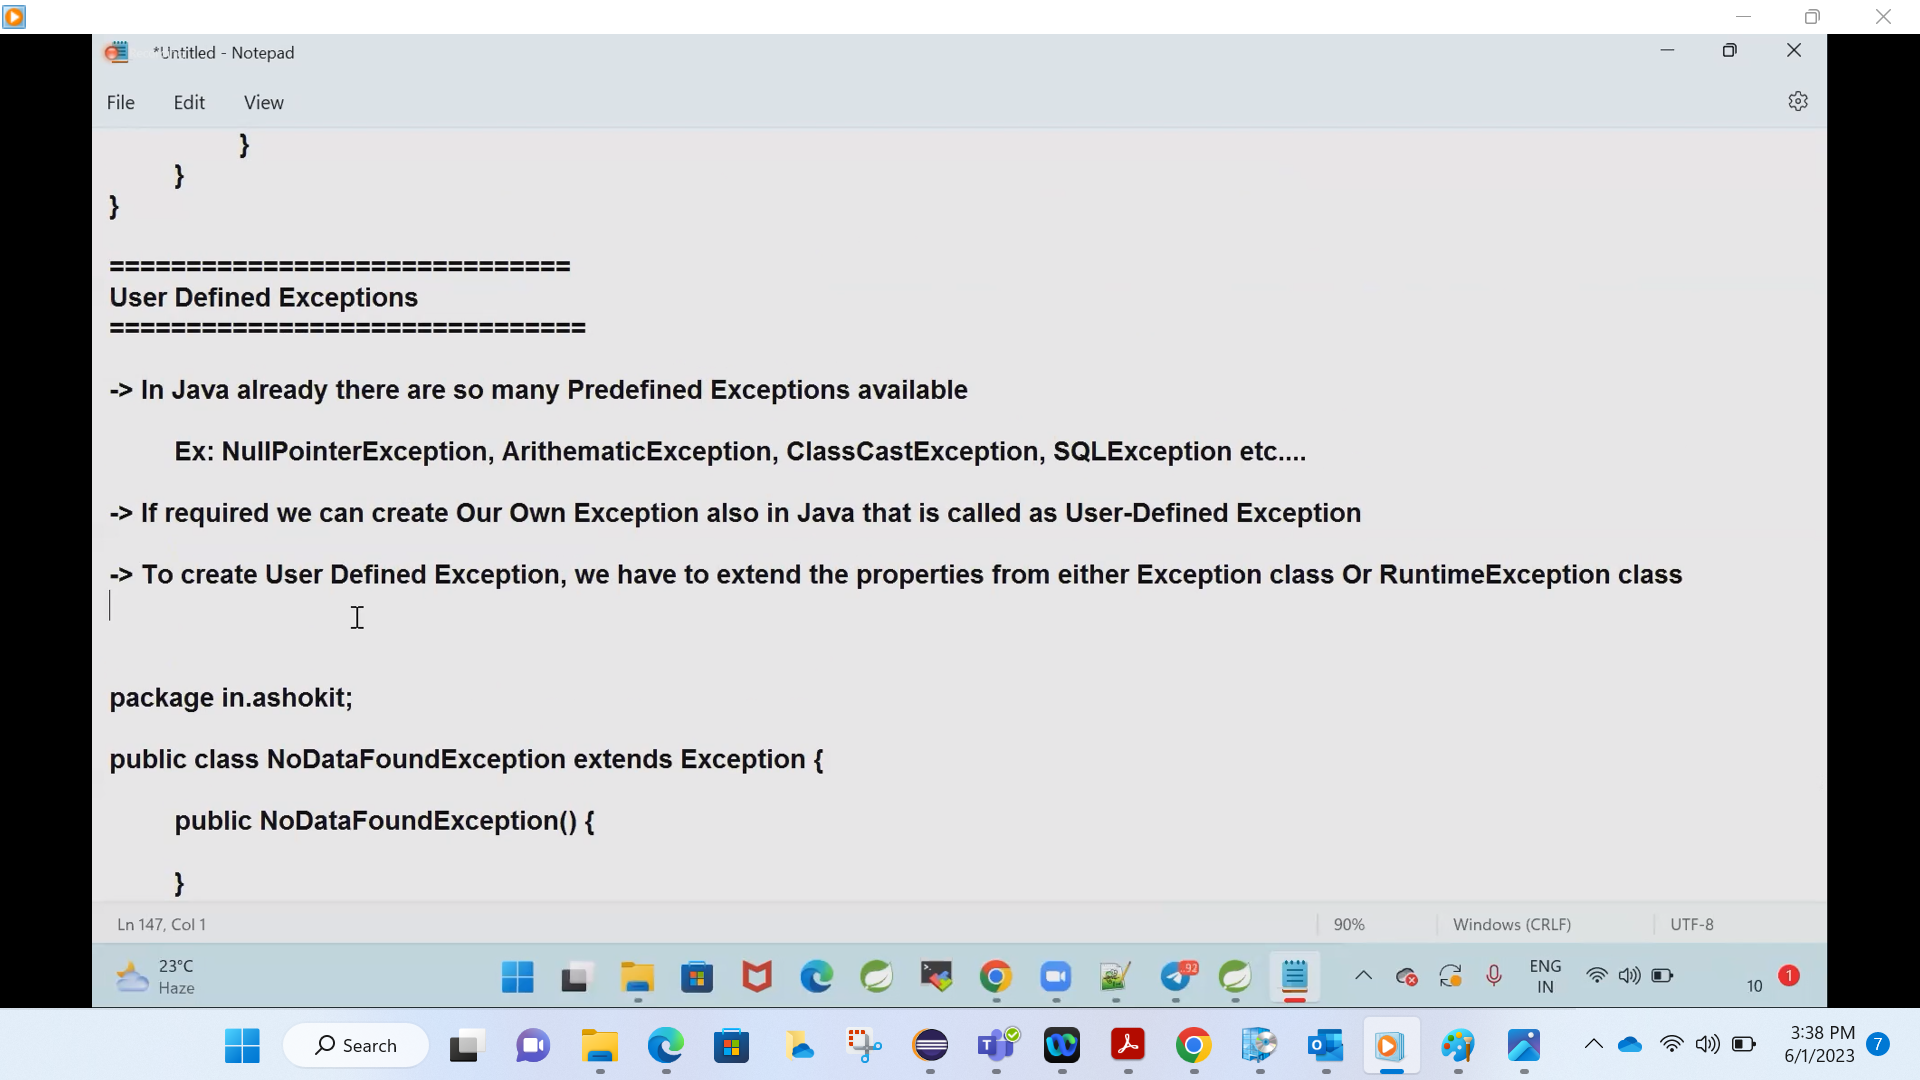 *Untitled - Notepad
File Edit View
}
}
}
==============================
User Defined Exceptions
===============================
-> In Java already there are so many Predefined Exceptions available
Ex: NullPointerException, ArithematicException, ClassCastException, SQLException etc....
-> If required we can create Our Own Exception also in Java that is called as User-Defined Exception
-> To create User Defined Exception, we have to extend the properties from either Exception class Or RuntimeException class
package in.ashokit;
public class NoDataFoundException extends Exception {
public NoDataFoundException() {
}
Ln 147, Col 1 90% Windows (CRLF) UTF-8
23°C
Haze
92
ENG
IN
10 1
Search
3:38 PM
6/1/2023 7